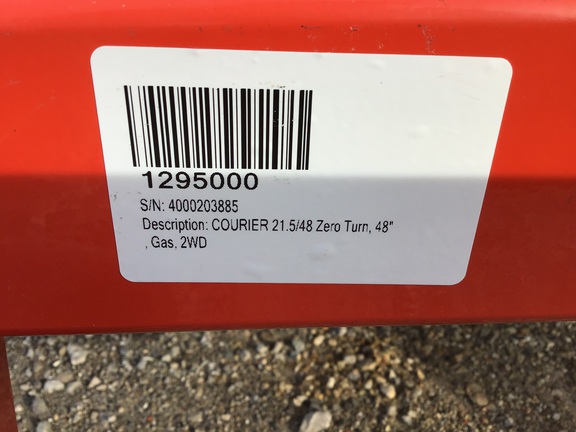 1295000
S/N: 4000203885
Description: COURIER 21.5/48 Zero Turn, 48"
, Gas, 2WD